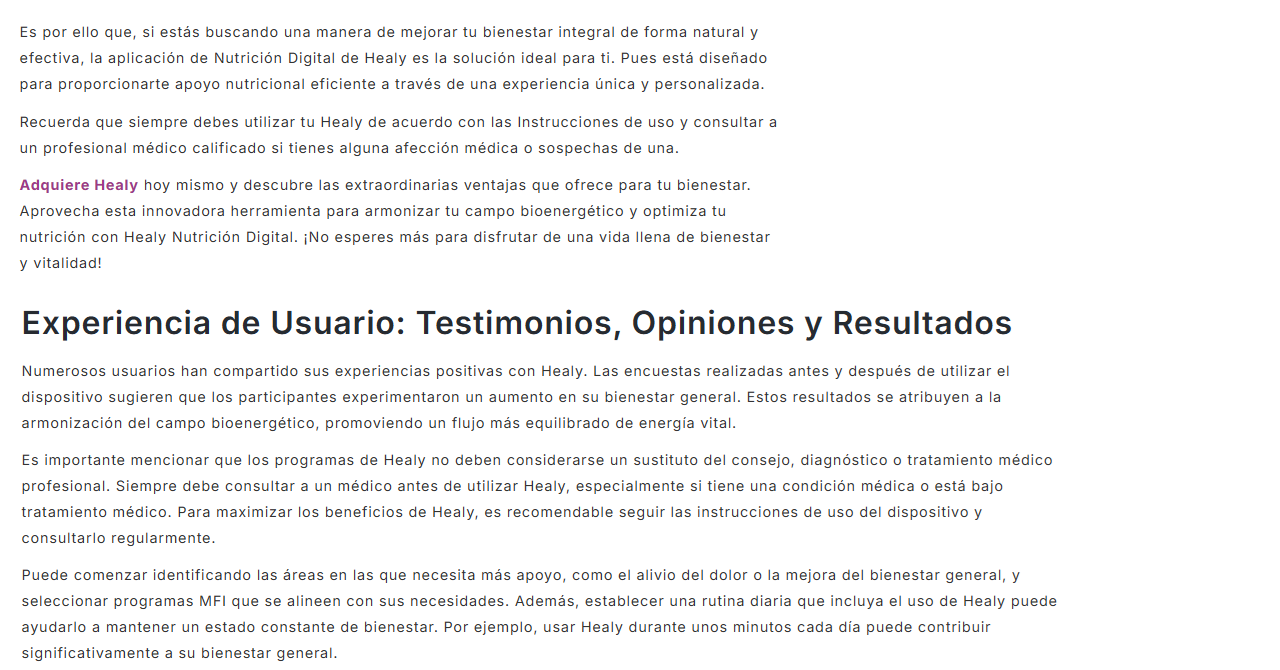 Es por ello que, si estás buscando una manera de mejorar tu bienestar integral de forma natural y
efectiva, la aplicación de Nutrición Digital de Healy es la solución ideal para ti. Pues está diseñado
para proporcionarte apoyo nutricional eficiente a través de una experiencia única y personalizada.
Recuerda que siempre debes utilizar tu Healy de acuerdo con las Instrucciones de uso y consultar a
un profesional médico calificado si tienes alguna afección médica o sospechas de una.
Adquiere Healy hoy mismo y descubre las extraordinarias ventajas que ofrece para tu bienestar.
Aprovecha esta innovadora herramienta para armonizar tu campo bioenergético y optimiza tu
nutrición con Healy Nutrición Digital. ¡No esperes más para disfrutar de una vida llena de bienestar
y vitalidad!
Experiencia de Usuario: Testimonios, Opiniones y Resultados
Numerosos usuarios han compartido sus experiencias positivas con Healy. Las encuestas realizadas antes y después de utilizar el
dispositivo sugieren que los participantes experimentaron un aumento en su bienestar general. Estos resultados se atribuyen a la
armonización del campo bioenergético, promoviendo un flujo más equilibrado de energía vital.
Es importante mencionar que los programas de Healy no deben considerarse un sustituto del consejo, diagnóstico o tratamiento médico
profesional. Siempre debe consultar a un médico antes de utilizar Healy, especialmente si tiene una condición médica o está bajo
tratamiento médico. Para maximizar los beneficios de Healy, es recomendable seguir las instrucciones de uso del dispositivo y
consultarlo regularmente.
Puede comenzar identificando las áreas en las que necesita más apoyo, como el alivio del dolor o la mejora del bienestar general, y
seleccionar programas MFI que se alineen con sus necesidades. Además, establecer una rutina diaria que incluya el uso de Healy puede
ayudarlo a mantener un estado constante de bienestar. Por ejemplo, usar Healy durante unos minutos cada día puede contribuir
significativamente a su bienestar general.